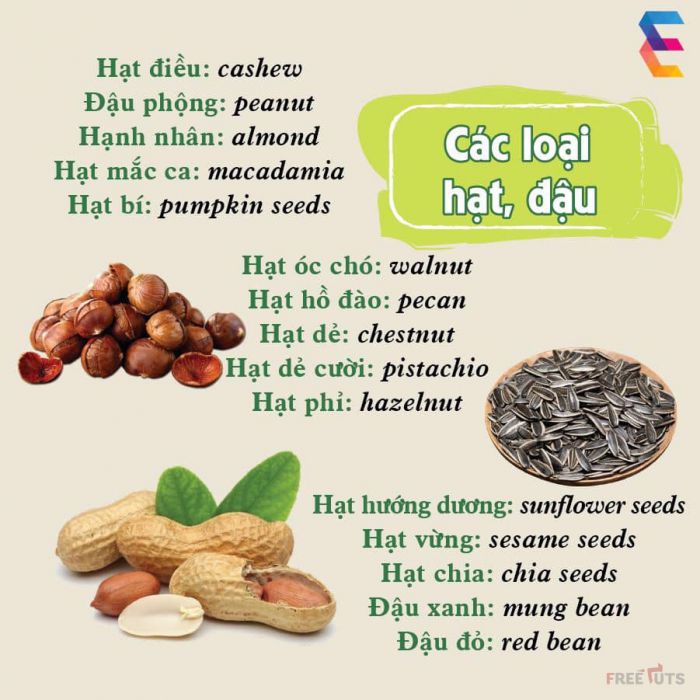 Hạt điều: cashew
Đậu phộng: peanut
Hạnh nhân: almond
Hạt mắc ca: macadamia
Hạt bí: pumpkin seeds
Các loại
hạt, đậu
Hạt óc chó: walnut
Hạt hồ đào: pecan
Hạt dẻ: chestnut
Hạt dẻ cười: pistachio
Hạt phỉ: hazelnut
Hạt hướng dương: sunflower seeds
Hạt vừng: sesame seeds
Hạt chia: chia seeds
Đậu xanh: mung bean
Đậu đỏ: red bean
FREETUTS